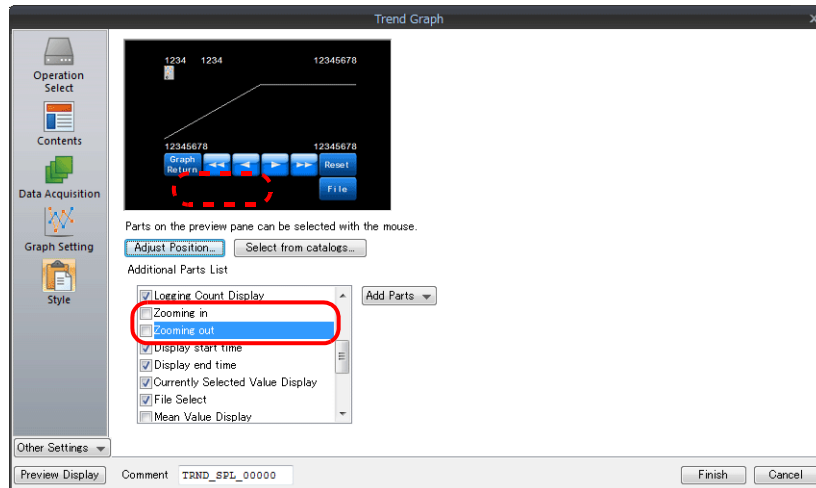 Trend Graph
Operation
Select
Contents
Data Acquisition
Graph Setting
Style
1234 1234 12345678
12345678 12345678
Graph
Return
Reset
File
Parts on the preview pane can be selected with the mouse.
Adjust Position... Select from catalogs...
Additional Parts List
Logging Count Display
Add Parts
Zooming in
Zooming out
Display start time
Display end time
Currently Selected Value Display
File Select
Mean Value Display
Other Settings
Preview Display Comment TRND_SPL_00000 Finish Cancel